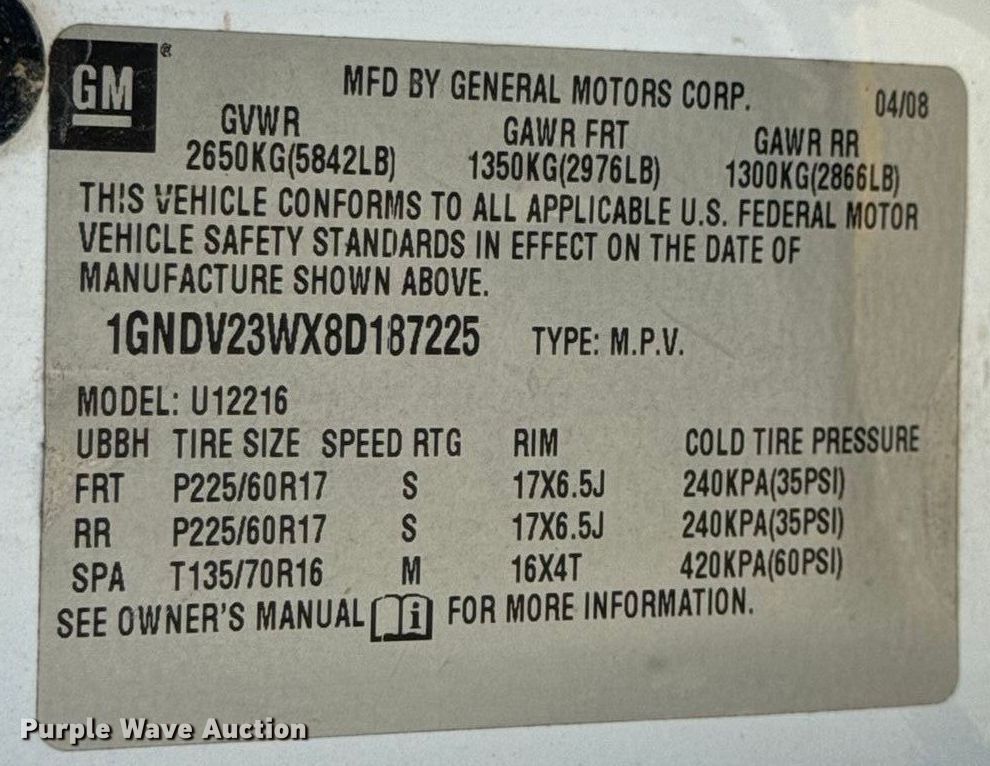 GM ®
MFD BY GENERAL MOTORS CORP. 04/08
GVWR GAWR FRT GAWR RR
2650KG(5842LB) 1350KG(2976LB) 1300KG(2866LB)
THIS VEHICLE CONFORMS TO ALL APPLICABLE U.S. FEDERAL MOTOR
VEHICLE SAFETY STANDARDS IN EFFECT ON THE DATE OF
MANUFACTURE SHOWN ABOVE.
1GNDV23WX8D187225 TYPE: M.P.V.
MODEL: U12216
UBBH TIRE SIZE SPEED RTG RIM COLD TIRE PRESSURE
FRT P225/60R17 S 17X6.5J 240KPA(35PSI)
RR P225/60R17 S 17X6.5J 240KPA(35PSI)
SPA T135/70R16 M 16X4T 420KPA(60PSI)
SEE OWNER'S MANUAL i FOR MORE INFORMATION.
Purple Wave Auction